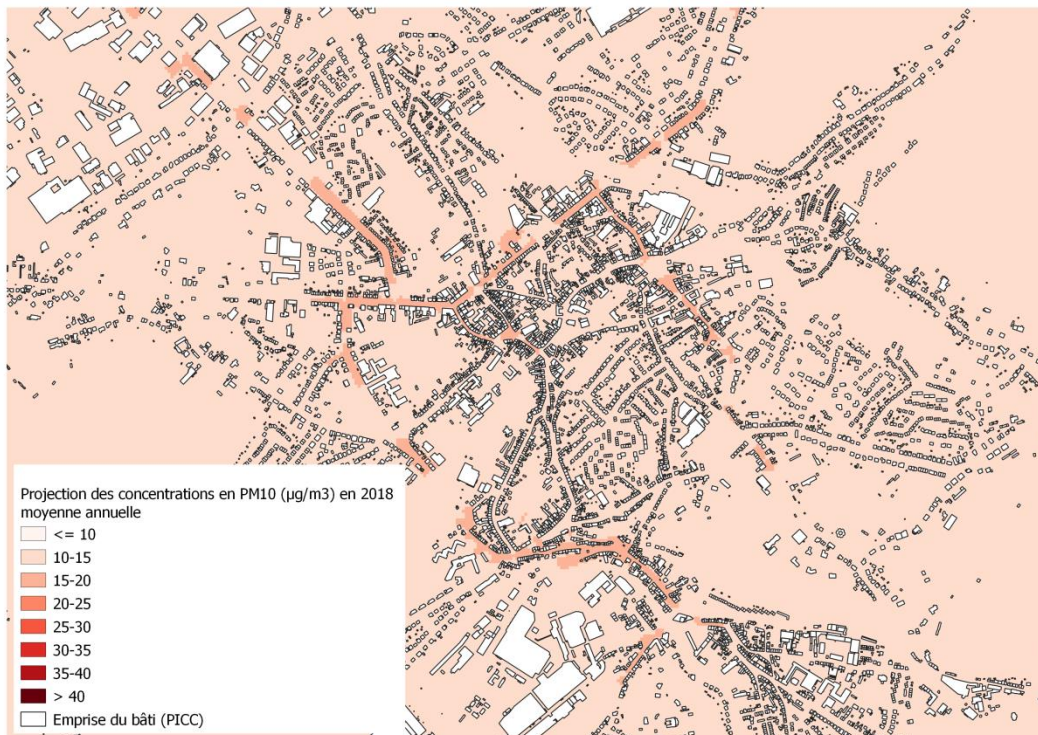 Projection des concentrations en PM10 (µg/m3) en 2018
moyenne annuelle
<= 10
10-15
15-20
20-25
25-30
30-35
35-40
> 40
Emprise du bâti (PICC)